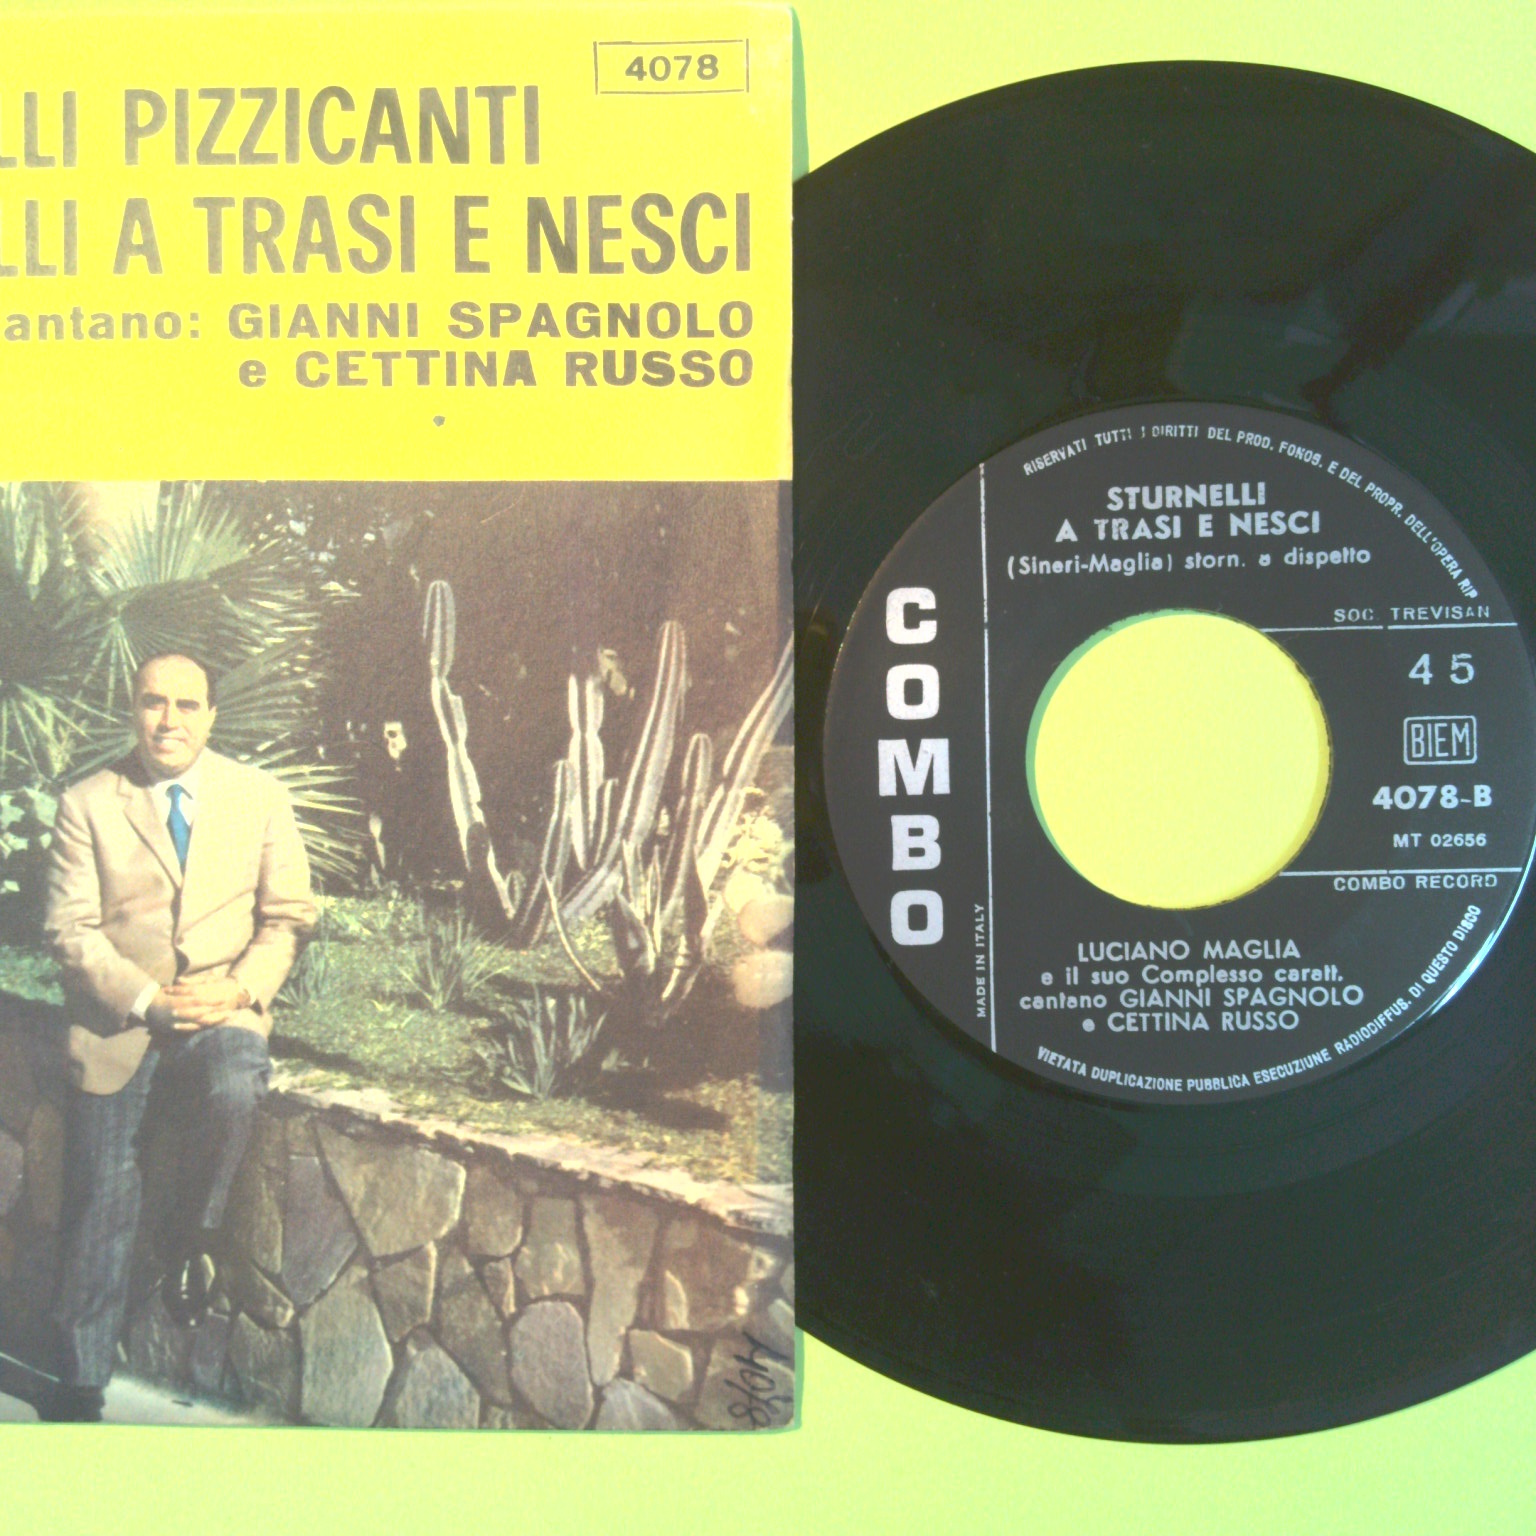 4078
LLI PIZZICANTI
LLI A TRASI E NESCI
antano: GIANNI SPAGNOLO
e CETTINA RUSSO
4078
RISERVATI TUTTI I DIRITTI DEL PROD. FONOG. E DEL PROPR. DELL'OPERA RIP.
STURNELLI
A TRASI E NESCI
(Sineri-Maglia) storn. a dispetto
SOC. TREVISAN
45
BIEM
4078-B
MT 02656
COMBO RECORD
COMBO
MADE IN ITALY
LUCIANO MAGLIA
e il suo Complesso caratt.
cantano GIANNI SPAGNOLO
e CETTINA RUSSO
VIETATA DUPLICAZIONE PUBBLICA ESECUZIUNE RADIODIFFUS. DI QUESTO DISCO